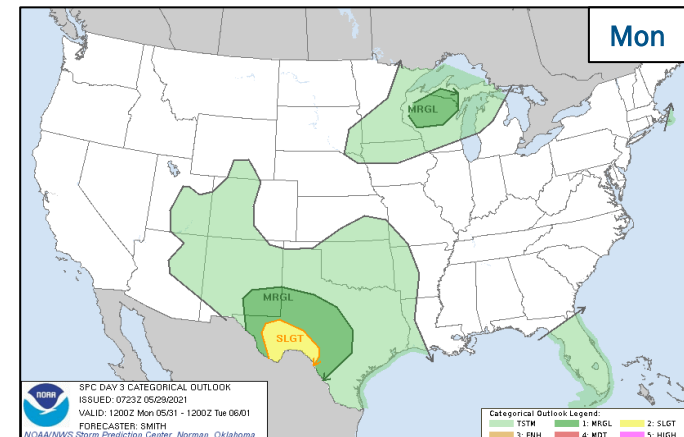 Mon
MRGL
MRGL
SLGT
NOAA
SPC DAY 3 CATEGORICAL OUTLOOK
ISSUED: 0723Z 05/29/2021
VALID: 1200Z Mon 05/31 - 1200Z Tue 06/01
FORECASTER: SMITH
NOAA/NWS Storm Prediction Center, Norman, Oklahoma
Categorical Outlook Legend:
TSTM 1: MRGL 2: SLGT
3: ENH 4: MDT 5: HIGH